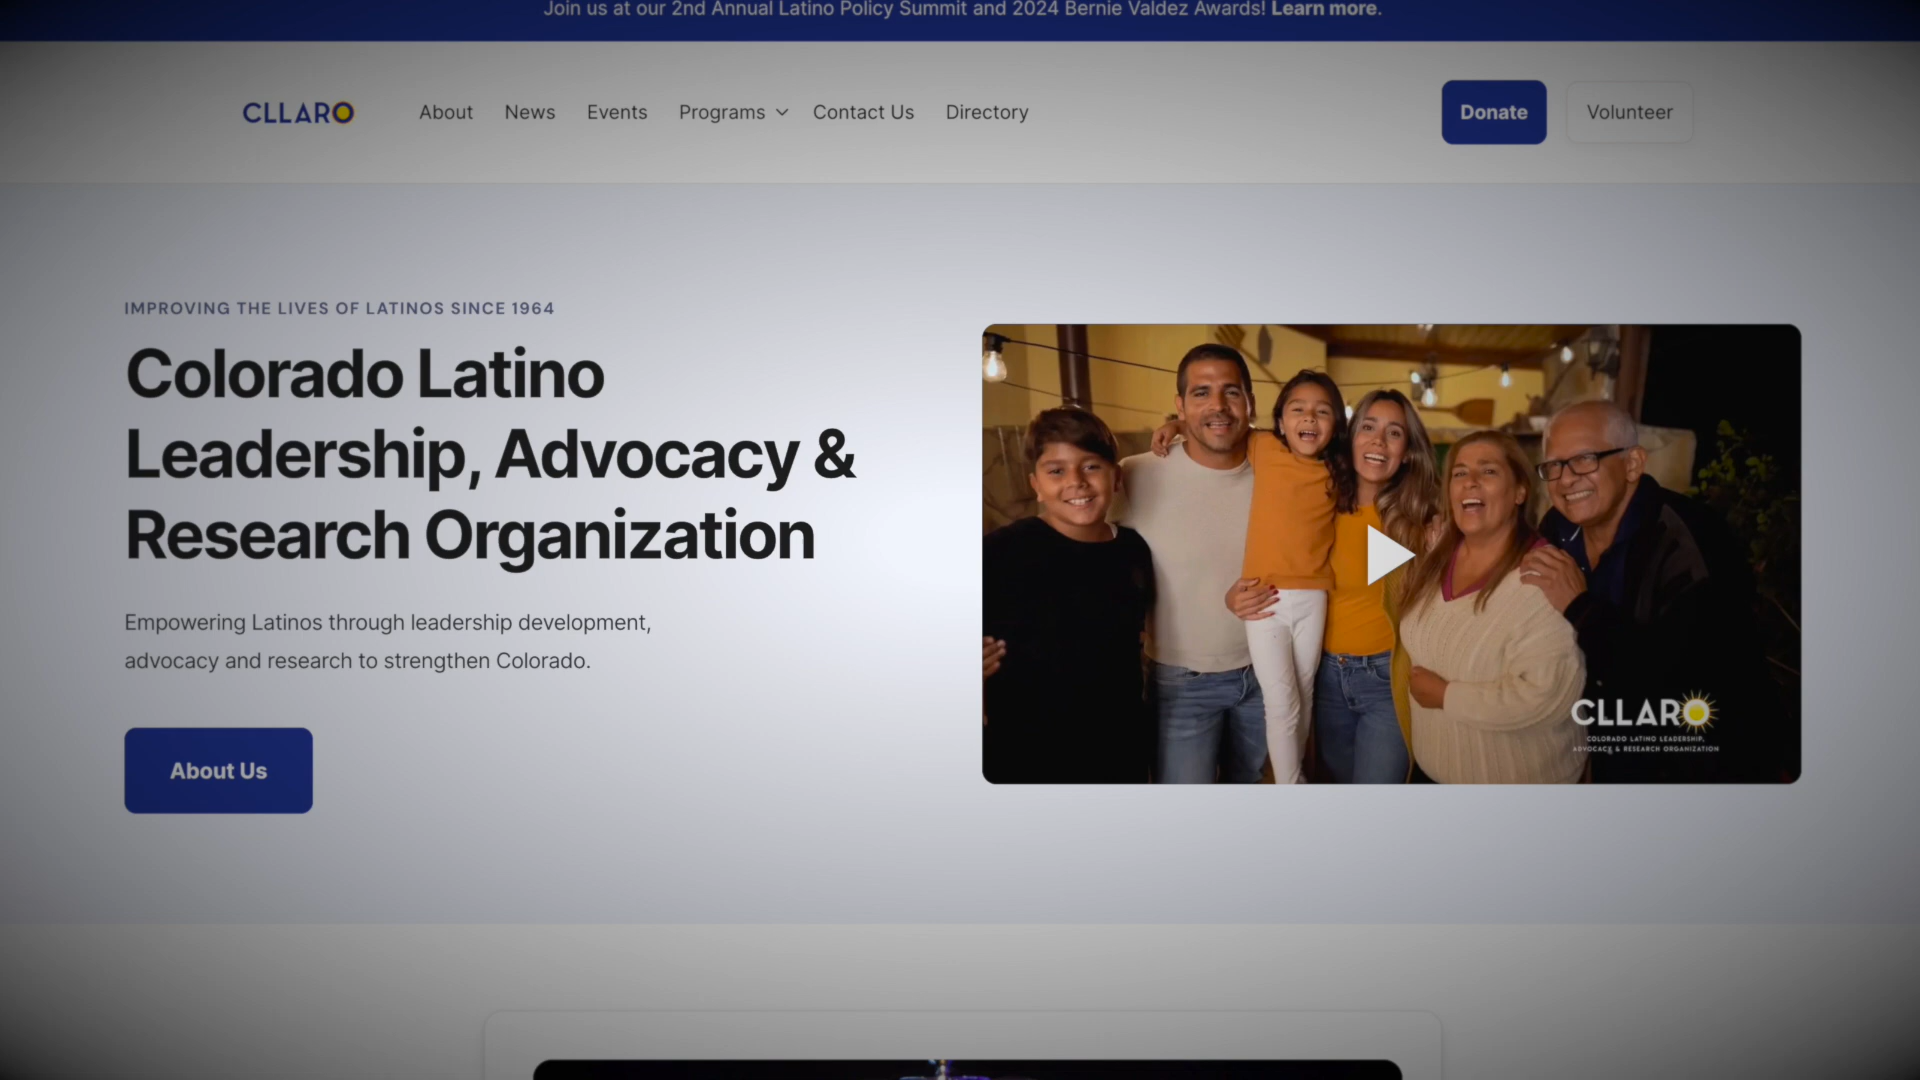 Join us at our 2nd Annual Latino Policy Summit and 2024 Bernie Valdez Awards! Learn more.
CLLARO
About News Events Programs Contact Us Directory
Donate Volunteer
IMPROVING THE LIVES OF LATINOS SINCE 1964
Colorado Latino
Leadership, Advocacy &
Research Organization
Empowering Latinos through leadership development,
advocacy and research to strengthen Colorado.
About Us
CLLARO
COLORADO LATINO LEADERSHIP,
ADVOCACY & RESEARCH ORGANIZATION